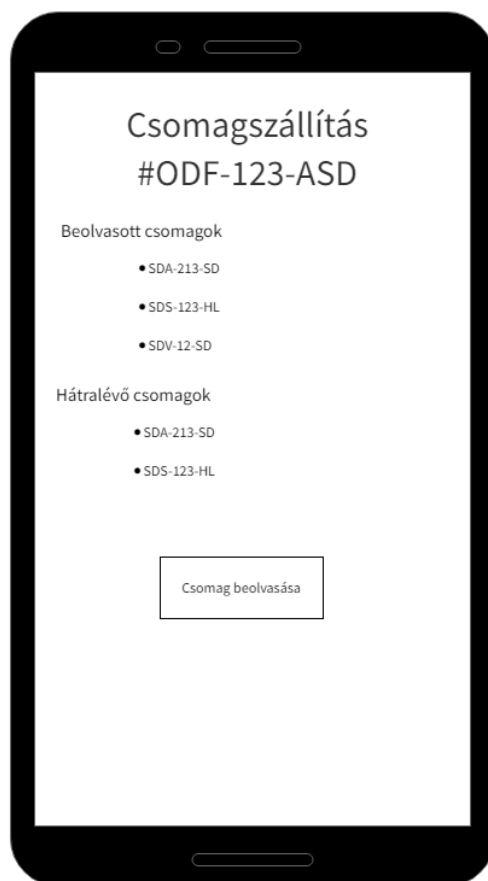 Csomagszállítás
#ODF-123-ASD
Beolvasott csomagok
SDA-213-SD
SDS-123-HL
SDV-12-SD
Hátralévő csomagok
SDA-213-SD
SDS-123-HL
Csomag beolvasása